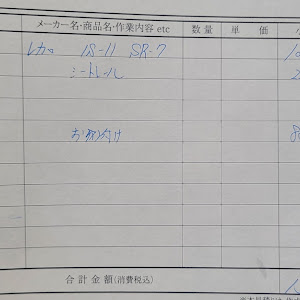 メーカー名・商品名・作業内容 etc 数量 単価
レカロ SR-7
シートレール
お取り付け
合計金額(消費税込)